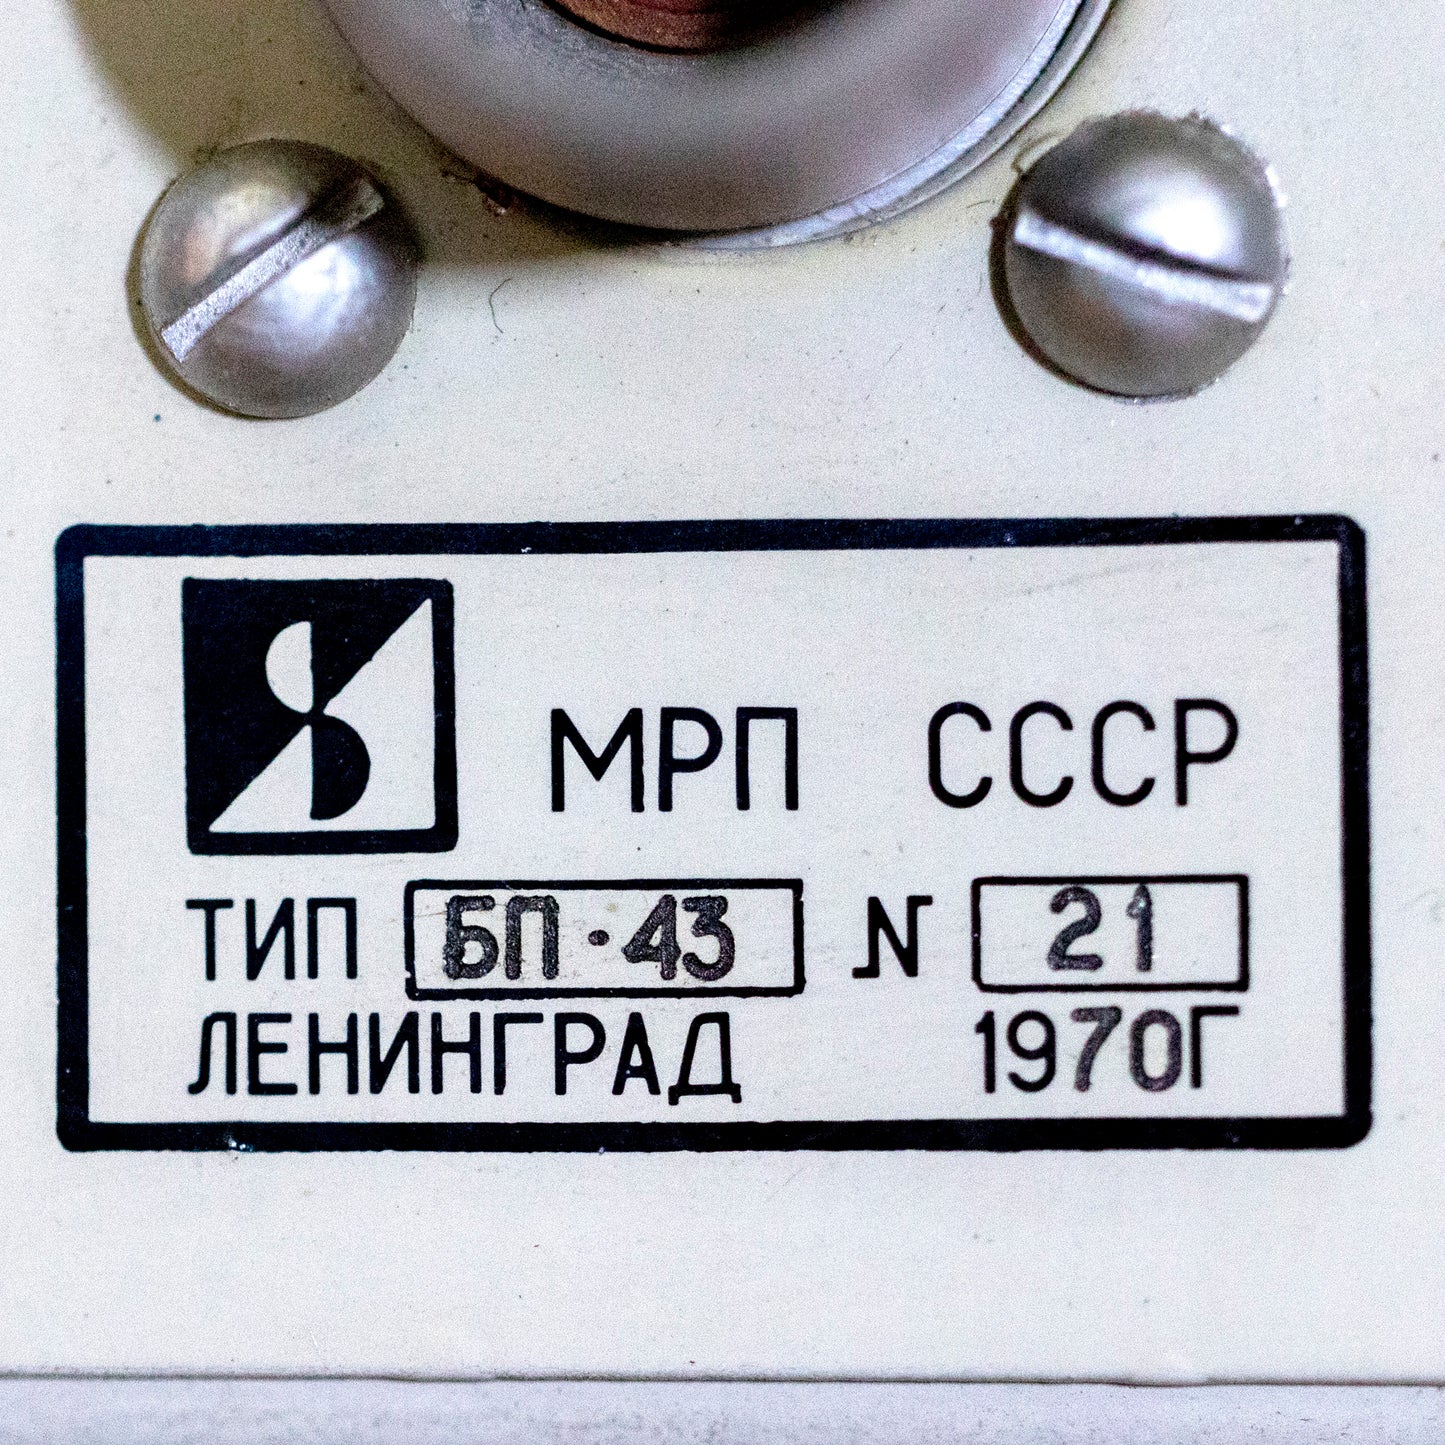 МРП СССР
ТИП БП·43 N 21
ЛЕНИНГРАД 1970Г